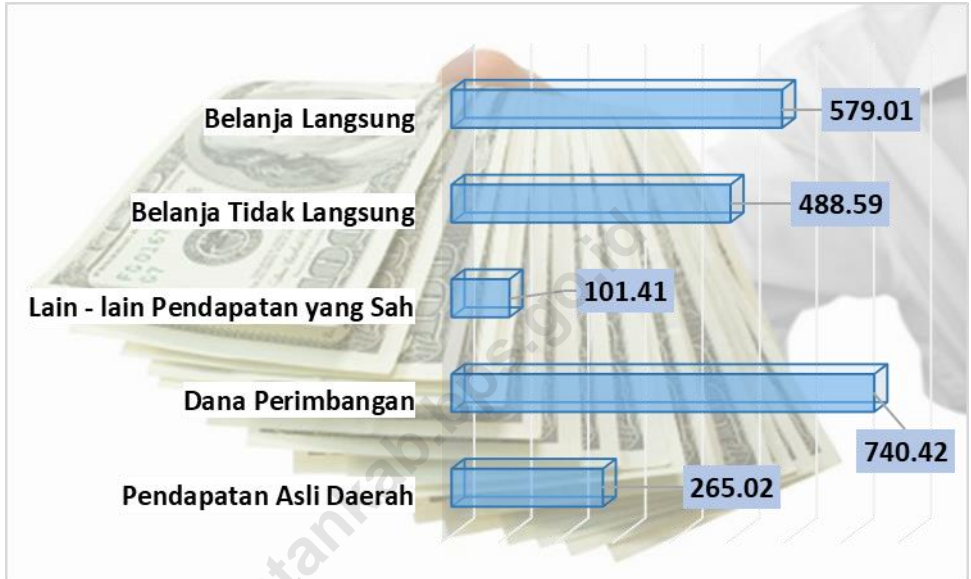 Belanja Langsung
579.01
Belanja Tidak Langsung
488.59
Lain - lain Pendapatan yang Sah
101.41
Dana Perimbangan
740.42
Pendapatan Asli Daerah
265.02